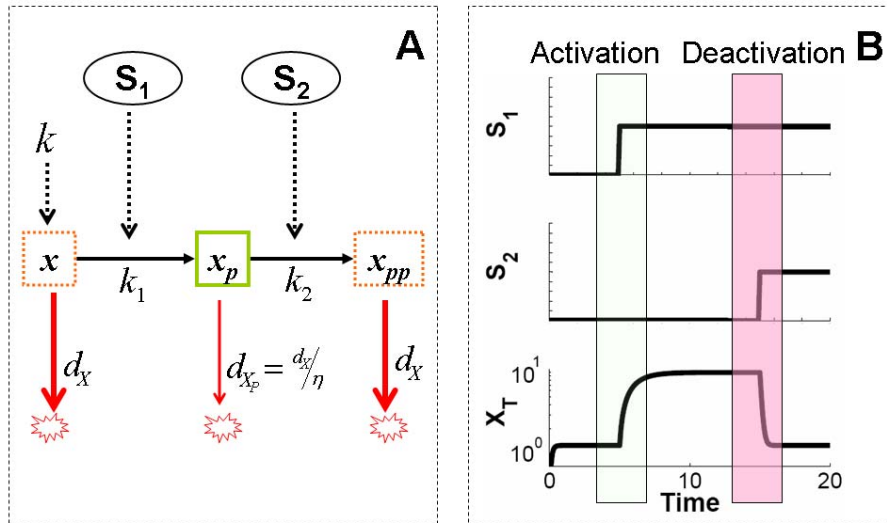 A
S1
S2
k
x
xp
xpp
k1
k2
dX
dXP = dX/η
dX
B
Activation
Deactivation
S1
S2
XT
10^1
10^0
0
10
20
Time